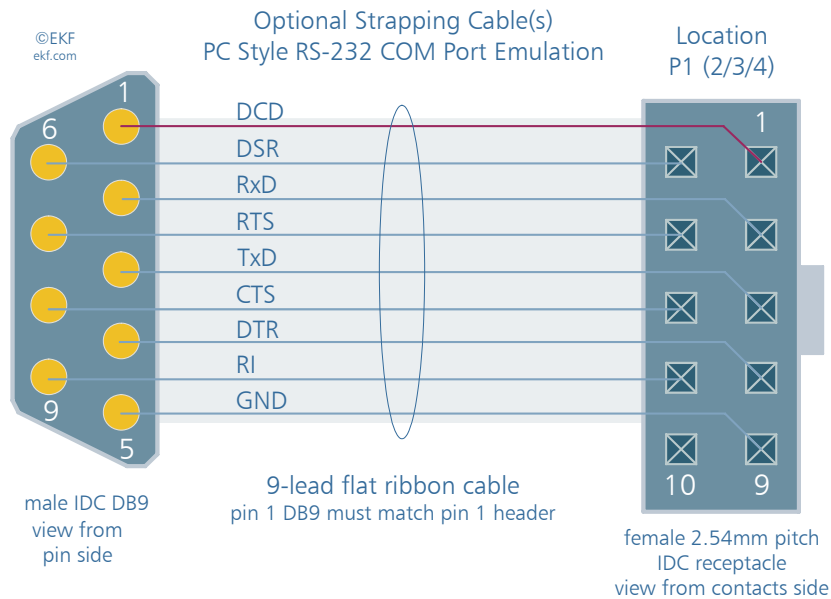 ©EKF
ekf.com
Optional Strapping Cable(s)
PC Style RS-232 COM Port Emulation
Location
P1 (2/3/4)
1
6
9
5
DCD
DSR
RxD
RTS
TxD
CTS
DTR
RI
GND
1
10
9
male IDC DB9
view from
pin side
9-lead flat ribbon cable
pin 1 DB9 must match pin 1 header
female 2.54mm pitch
IDC receptacle
view from contacts side